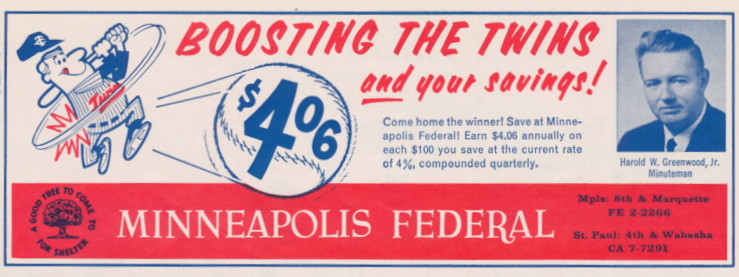 BOOSTING THE TWINS
and your savings!
TC
Twins
$4.06
Come home the winner! Save at Minne-
apolis Federal! Earn $4.06 annually on
each $100 you save at the current rate
of 4%, compounded quarterly.
Harold W. Greenwood, Jr.
Minuteman
A GOOD TREE TO COME TO
FOR SHELTER
MINNEAPOLIS FEDERAL
Mpls: 8th & Marquette
FE 2-2266
St. Paul: 4th & Wabasha
CA 7-7291